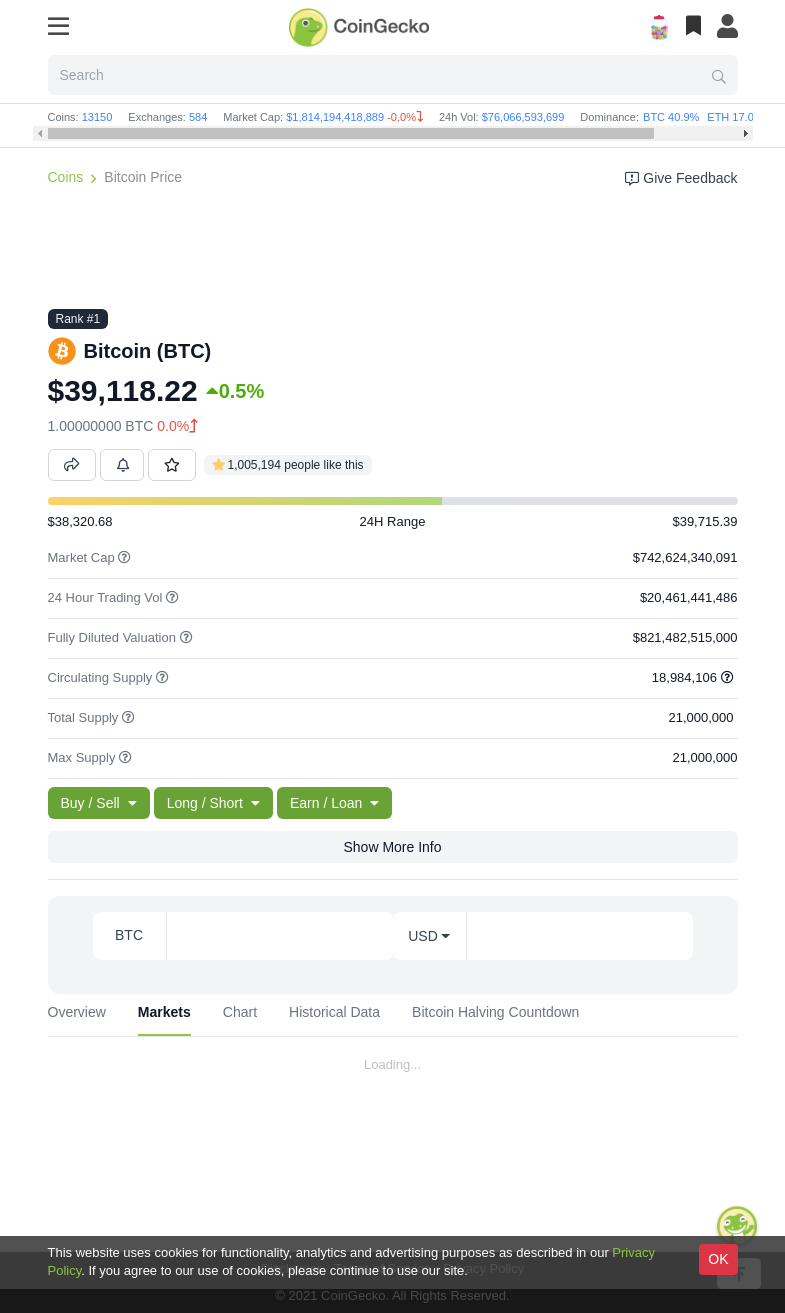 CoinGecko
Search
Coins: 13150 Exchanges: 584 Market Cap: $1,814,194,418,889 -0.0% 24h Vol: $76,066,593,699 Dominance: BTC 40.9% ETH 17.0
Coins Bitcoin Price Give Feedback
Rank #1
Bitcoin (BTC)
$39,118.22 0.5%
1.00000000 BTC 0.0%
1,005,194 people like this
$38,320.68 24H Range $39,715.39
Market Cap $742,624,340,091
24 Hour Trading Vol $20,461,441,486
Fully Diluted Valuation $821,482,515,000
Circulating Supply 18,984,106
Total Supply 21,000,000
Max Supply 21,000,000
Buy / Sell Long / Short Earn / Loan
Show More Info
BTC USD
Overview Markets Chart Historical Data Bitcoin Halving Countdown
Loading...
This website uses cookies for functionality, analytics and advertising purposes as described in our Privacy
Policy. If you agree to our use of cookies, please continue to use our site. OK
Privacy Policy
© 2021 CoinGecko. All Rights Reserved.